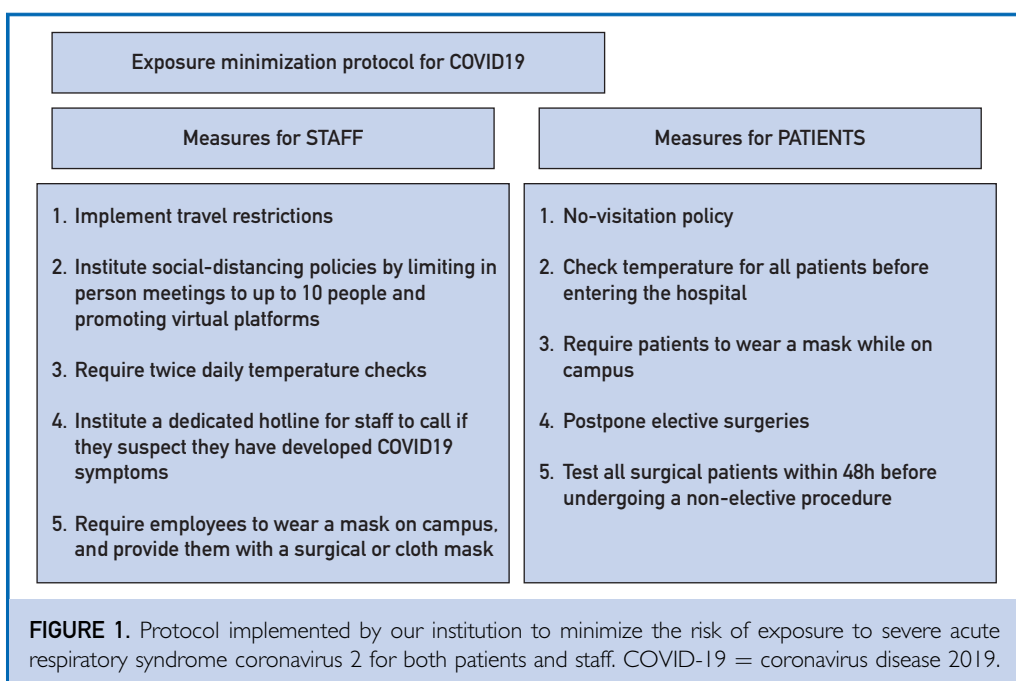 Exposure minimization protocol for COVID19
Measures for STAFF
1. Implement travel restrictions
2. Institute social-distancing policies by limiting in
person meetings to up to 10 people and
promoting virtual platforms
3. Require twice daily temperature checks
4. Institute a dedicated hotline for staff to call if
they suspect they have developed COVID19
symptoms
5. Require employees to wear a mask on campus,
and provide them with a surgical or cloth mask
Measures for PATIENTS
1. No-visitation policy
2. Check temperature for all patients before
entering the hospital
3. Require patients to wear a mask while on
campus
4. Postpone elective surgeries
5. Test all surgical patients within 48h before
undergoing a non-elective procedure
FIGURE 1. Protocol implemented by our institution to minimize the risk of exposure to severe acute
respiratory syndrome coronavirus 2 for both patients and staff. COVID-19 = coronavirus disease 2019.